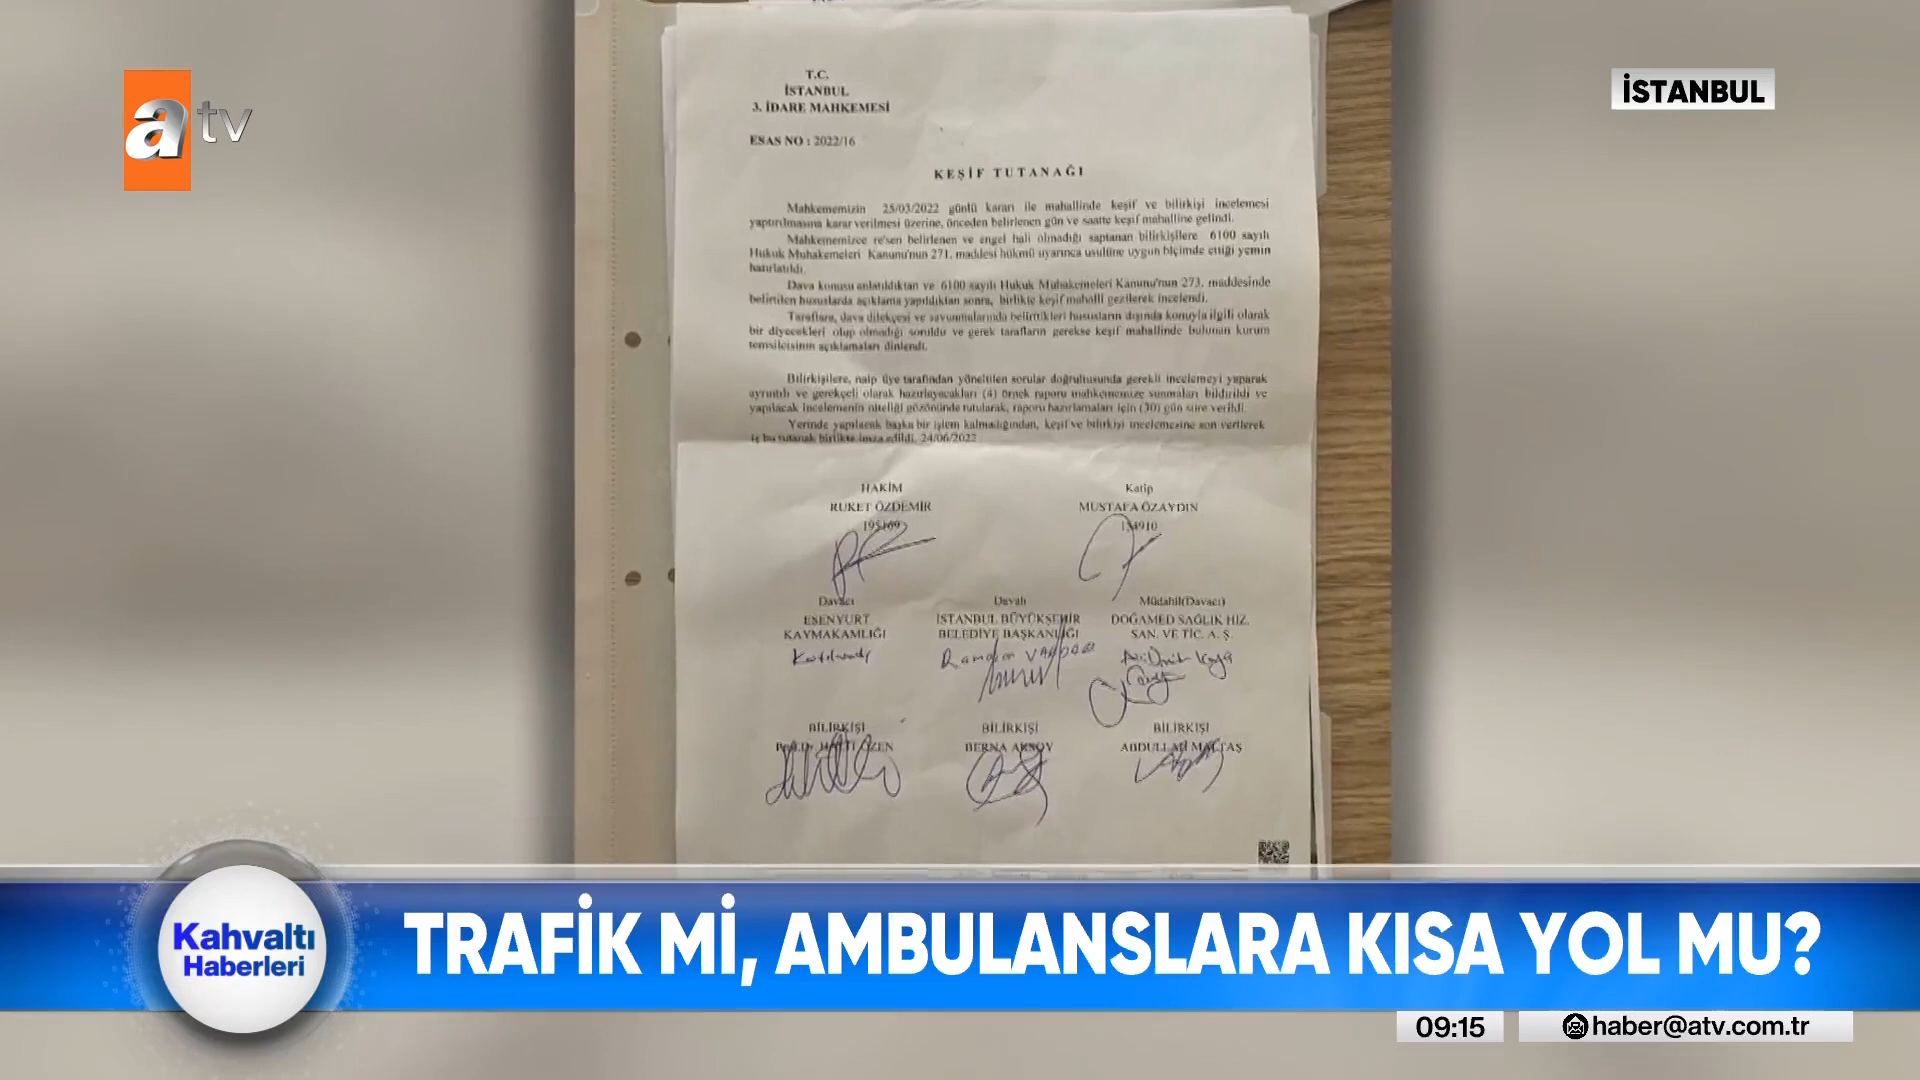 a tv
İSTANBUL
T.C.
İSTANBUL
3. İDARE MAHKEMESİ
ESAS NO : 2022/16
KEŞİF TUTANAĞI
Mahkememizin 25/03/2022 günlü kararı ile mahallinde keşif ve bilirkişi incelemesi
yaptırılmasına karar verilmesi üzerine, önceden belirlenen gün ve saatte keşif mahalline gelindi.
Mahkememizce re'sen belirlenen ve engel hali olmadığı saptanan bilirkişilere 6100 sayılı
Hukuk Muhakemeleri Kanunu'nun 271. maddesi hükmü uyarınca usulüne uygun biçimde ettiği yemin
hatırlatıldı.
Dava konusu anlatıldıktan ve 6100 sayılı Hukuk Muhakemeleri Kanunu'nun 273. maddesinde
belirtilen hususlarda açıklama yapıldıktan sonra, birlikte keşif mahalli gezilerek incelendi.
Taraflara, dava dilekçesi ve savunmalarında belirttikleri hususların dışında konuyla ilgili olarak
bir diyecekleri olup olmadığı soruldu ve gerek tarafların gerekse keşif mahallinde bulunan kurum
temsilcisinin açıklamaları dinlendi.
Bilirkişilere, naip üye tarafından yöneltilen sorular doğrultusunda gerekli incelemeyi yaparak
ayrıntılı ve gerekçeli olarak hazırlayacakları (4) örnek raporu mahkememize sunmaları bildirildi ve
yapılacak incelemenin niteliği gözönünde tutularak, raporu hazırlamaları için (30) gün süre verildi.
Yerinde yapılacak başka bir işlem kalmadığından, keşif ve bilirkişi incelemesine son verilerek
iş bu tutanak birlikte imza edildi. 24/06/2022
HAKİM Katip
RUKET ÖZDEMİR MUSTAFA ÖZAYDIN
195169 134910
Davacı Davalı Müdahil(Davacı)
ESENYURT İSTANBUL BÜYÜKŞEHİR DOĞAMED SAĞLIK HİZ.
KAYMAKAMLIĞI BELEDİYE BAŞKANLIĞI SAN. VE TİC. A. Ş.
Katılmadı Ramazan
BİLİRKİŞİ BİLİRKİŞİ BİLİRKİŞİ
ÖZEN BERNA AKSOY ABDULLAH MALTAŞ
Kahvaltı
Haberleri
TRAFİK Mİ, AMBULANSLARA KISA YOL MU?
09:15 haber@atv.com.tr